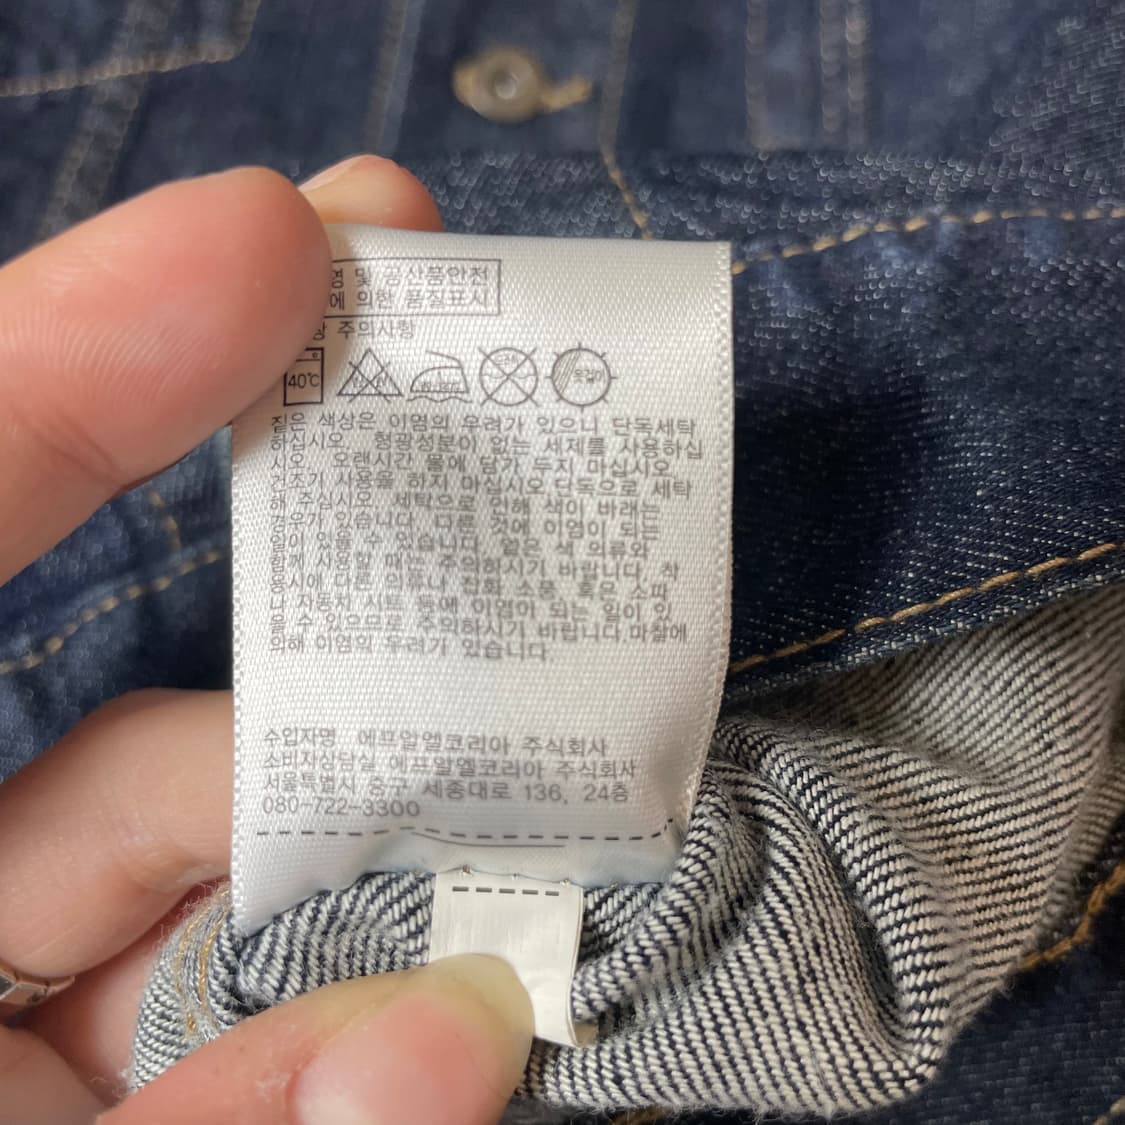 영 및 공산품안전
에 의한 품질표시
주의사항
40℃
옷걸이
짙은 색상은 이염의 우려가 있으니 단독세탁
하십시오. 형광성분이 없는 세제를 사용하십
시오. 오랜시간 물에 담가 두지 마십시오.
건조기 사용을 하지 마십시오.단독으로 세탁
해 주십시오. 세탁으로 인해 색이 바래는
경우가 있습니다. 다른 것에 이염이 되는
일이 있을 수 있습니다. 옅은 색 의류와
함께 사용할 때는 주의하시기 바랍니다. 착
용시에 다른 의류나 잡화 소품 혹은 소파
나 자동차 시트 등에 이염이 되는 일이 있
을 수 있으므로 주의하시기 바랍니다.마찰에
의해 이염의 우려가 있습니다.
수입자명 에프알엘코리아 주식회사
소비자상담실 에프알엘코리아 주식회사
서울특별시 중구 세종대로 136, 24층
080-722-3300